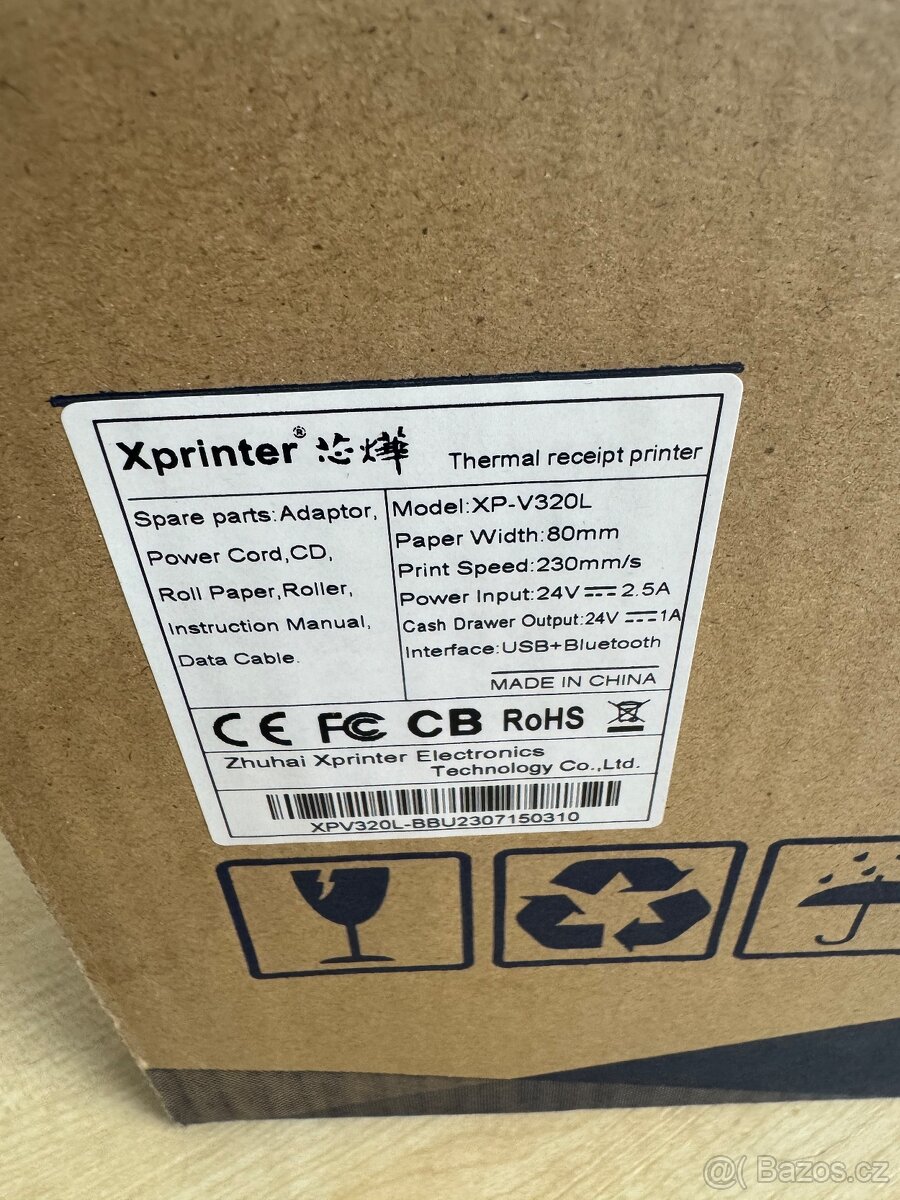 Xprinter® 芯烨
Thermal receipt printer
Spare parts:Adaptor,
Power Cord,CD,
Roll Paper,Roller,
Instruction Manual,
Data Cable.
Model:XP-V320L
Paper Width:80mm
Print Speed:230mm/s
Power Input:24V⎓2.5A
Cash Drawer Output:24V⎓1A
Interface:USB+Bluetooth
MADE IN CHINA
CE FC CB RoHS
Zhuhai Xprinter Electronics
Technology Co.,Ltd.
XPV320L-BBU2307150310
@( Bazos.cz